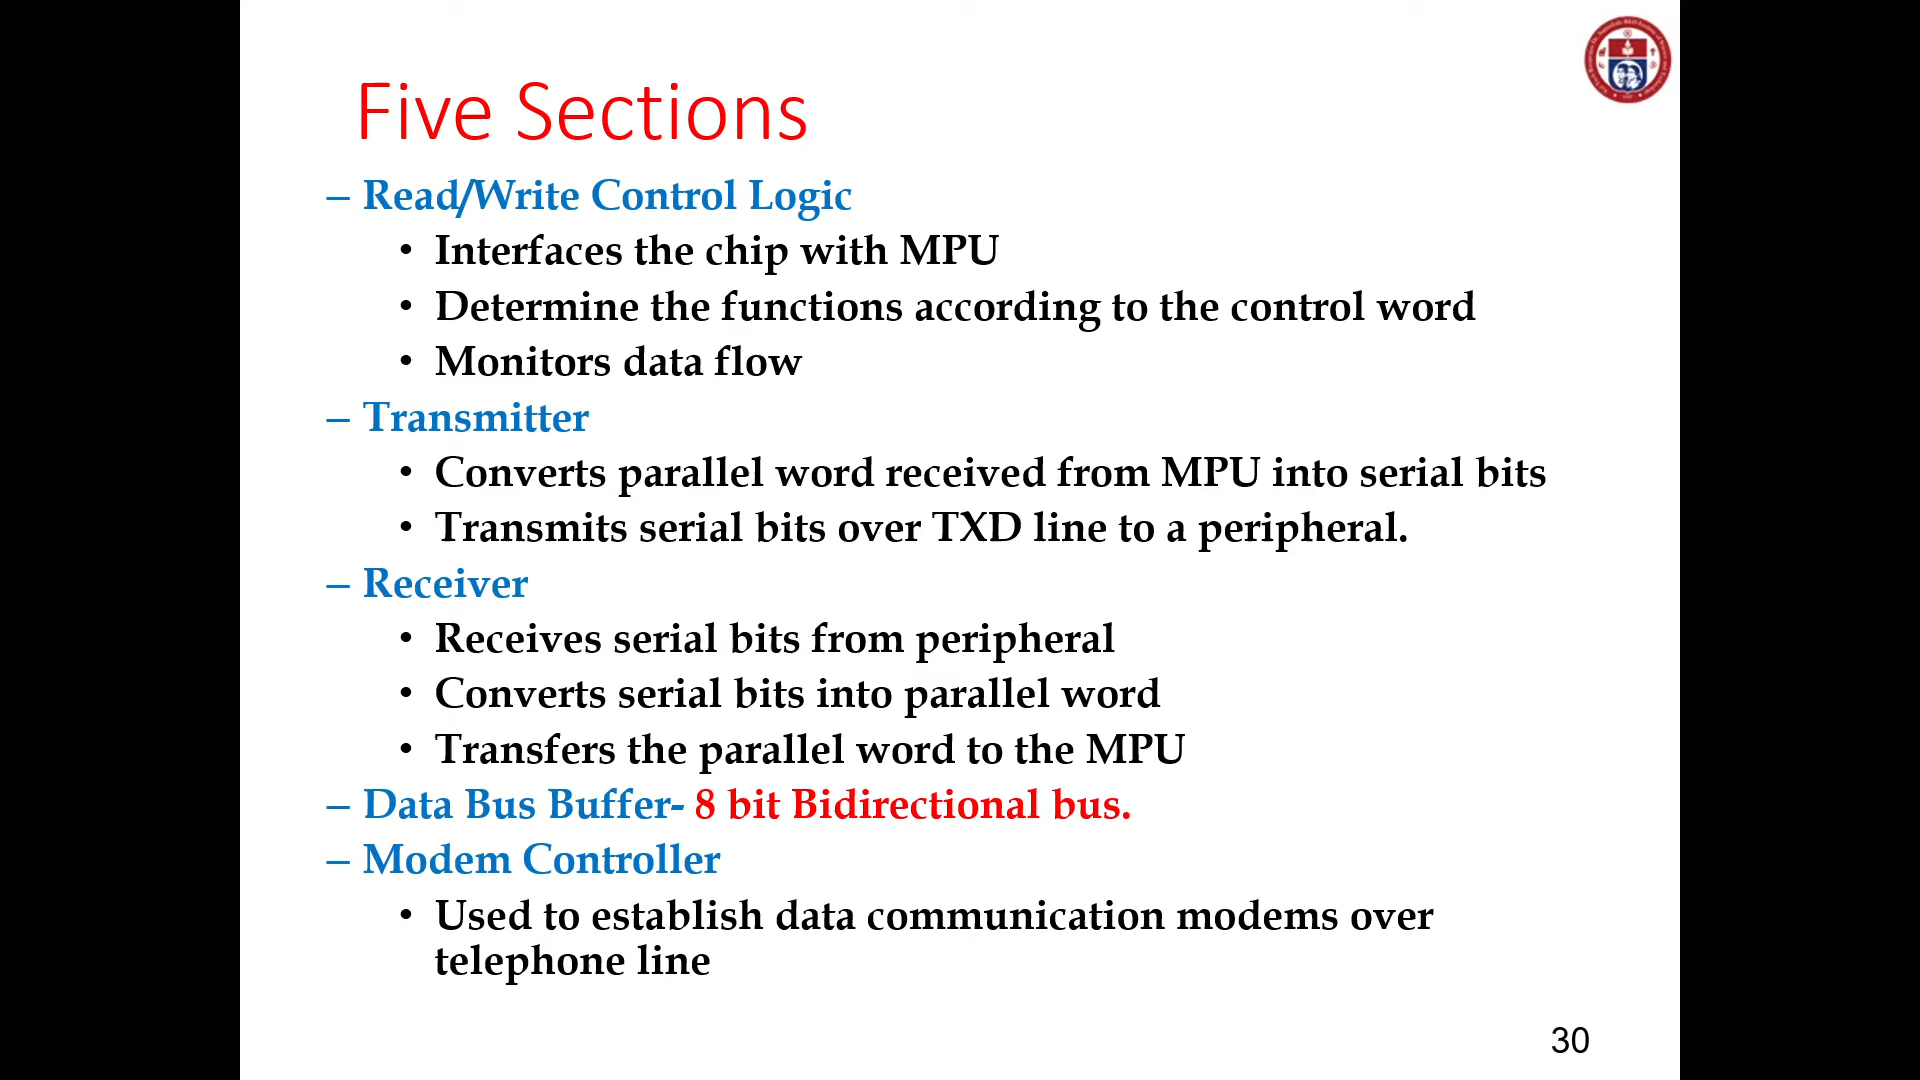 Five Sections
– Read/Write Control Logic
• Interfaces the chip with MPU
• Determine the functions according to the control word
• Monitors data flow
– Transmitter
• Converts parallel word received from MPU into serial bits
• Transmits serial bits over TXD line to a peripheral.
– Receiver
• Receives serial bits from peripheral
• Converts serial bits into parallel word
• Transfers the parallel word to the MPU
– Data Bus Buffer- 8 bit Bidirectional bus.
– Modem Controller
• Used to establish data communication modems over
telephone line
30